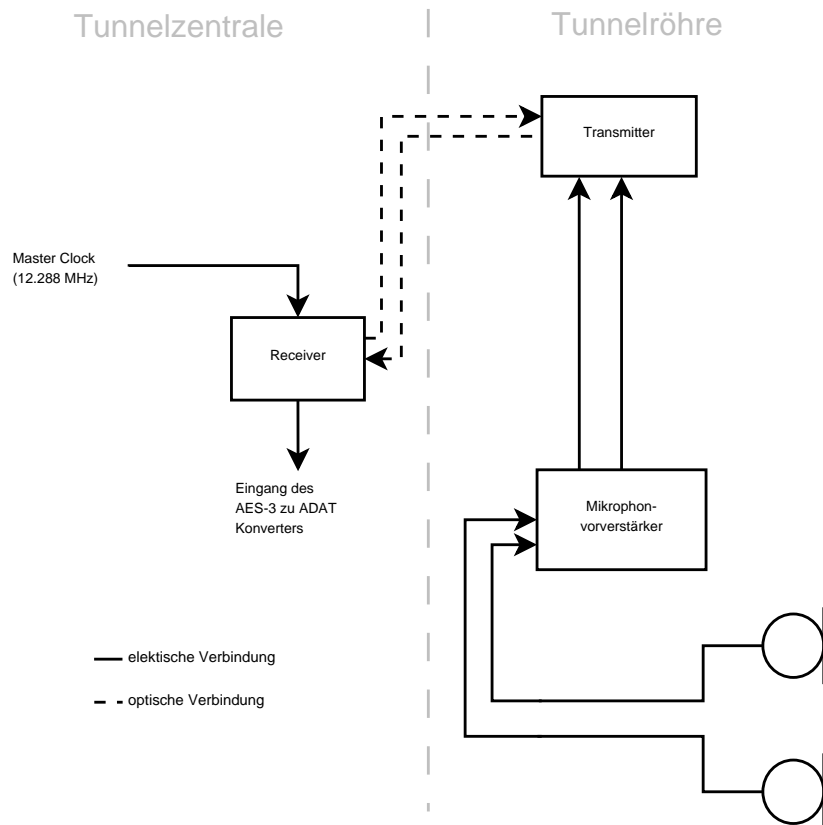 Tunnelzentrale
Tunnelröhre
Transmitter
Master Clock
(12.288 MHz)
Receiver
Eingang des
AES-3 zu ADAT
Konverters
Mikrophon-
vorverstärker
elektische Verbindung
optische Verbindung